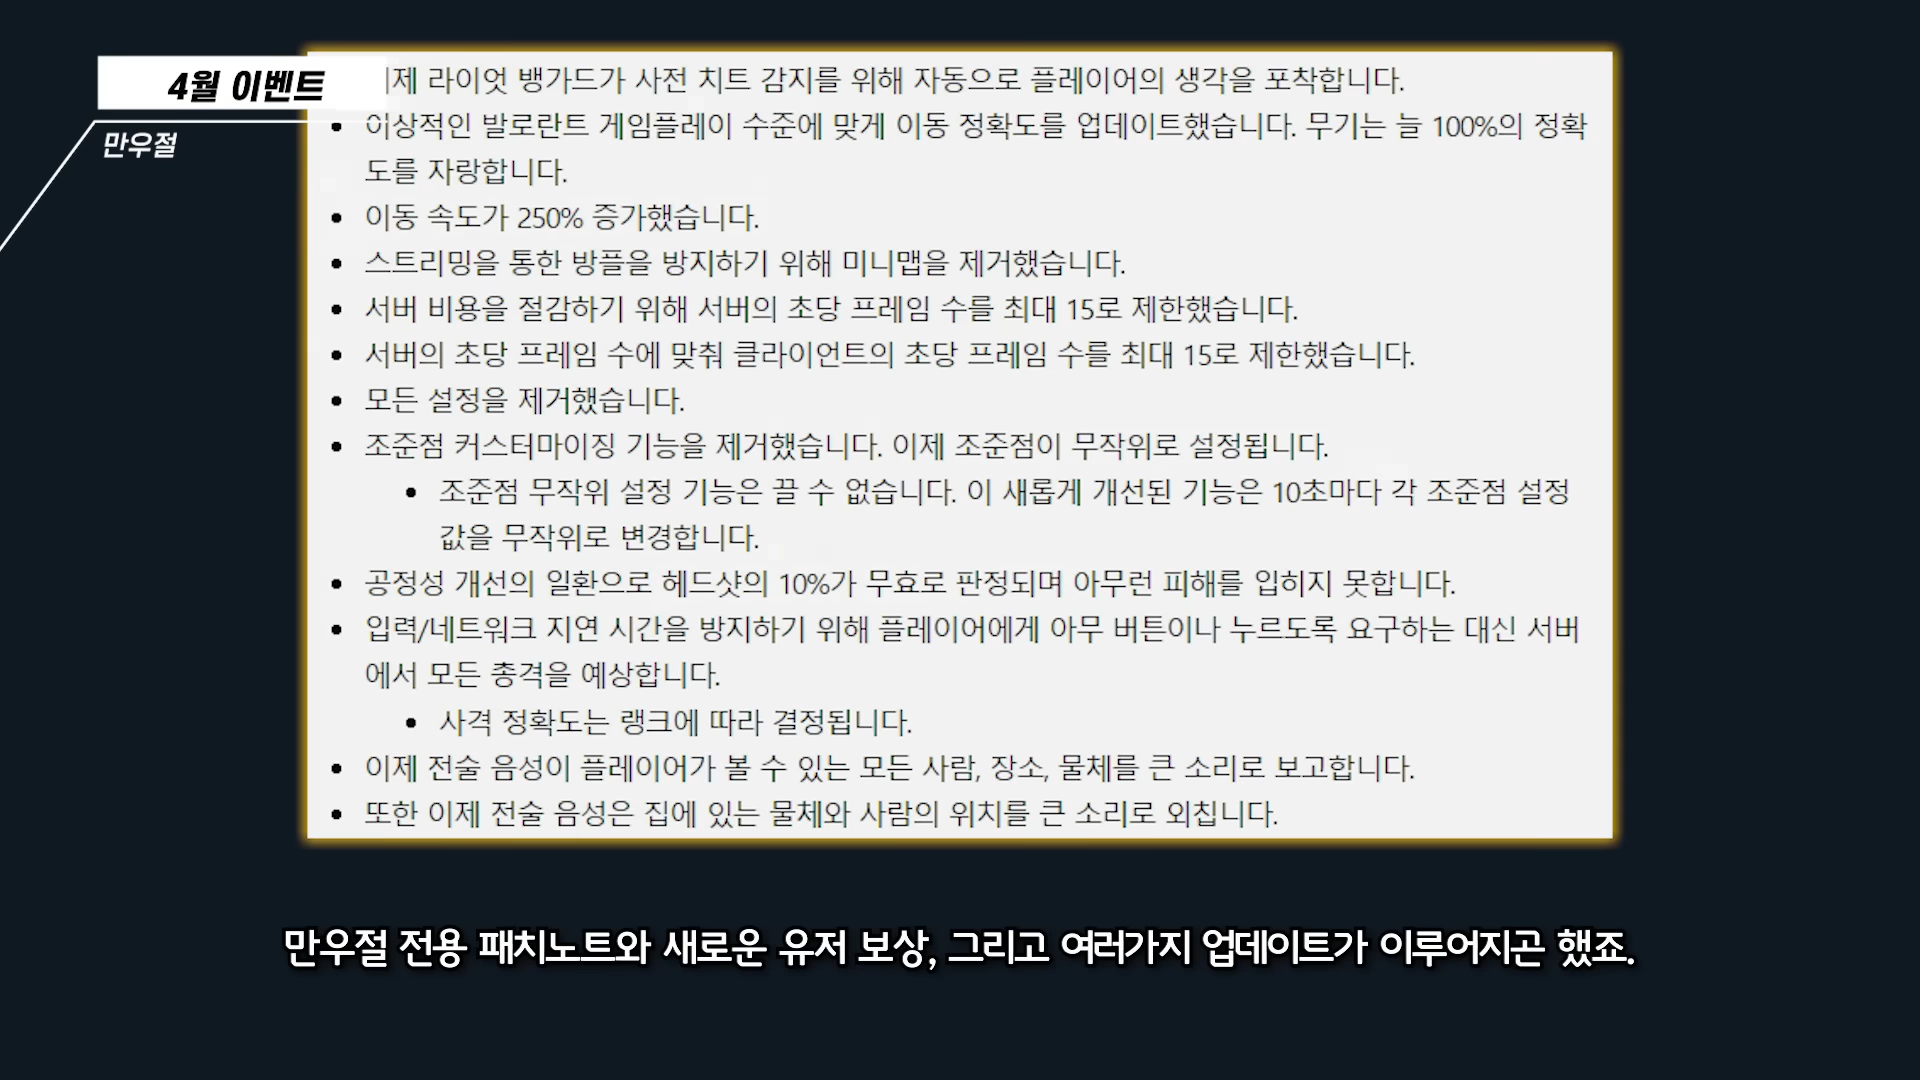 4월 이벤트
만우절
제 라이엇 뱅가드가 사전 치트 감지를 위해 자동으로 플레이어의 생각을 포착합니다.
• 이상적인 발로란트 게임플레이 수준에 맞게 이동 정확도를 업데이트했습니다. 무기는 늘 100%의 정확
도를 자랑합니다.
• 이동 속도가 250% 증가했습니다.
• 스트리밍을 통한 방플을 방지하기 위해 미니맵을 제거했습니다.
• 서버 비용을 절감하기 위해 서버의 초당 프레임 수를 최대 15로 제한했습니다.
• 서버의 초당 프레임 수에 맞춰 클라이언트의 초당 프레임 수를 최대 15로 제한했습니다.
• 모든 설정을 제거했습니다.
• 조준점 커스터마이징 기능을 제거했습니다. 이제 조준점이 무작위로 설정됩니다.
• 조준점 무작위 설정 기능은 끌 수 없습니다. 이 새롭게 개선된 기능은 10초마다 각 조준점 설정
값을 무작위로 변경합니다.
• 공정성 개선의 일환으로 헤드샷의 10%가 무효로 판정되며 아무런 피해를 입히지 못합니다.
• 입력/네트워크 지연 시간을 방지하기 위해 플레이어에게 아무 버튼이나 누르도록 요구하는 대신 서버
에서 모든 총격을 예상합니다.
• 사격 정확도는 랭크에 따라 결정됩니다.
• 이제 전술 음성이 플레이어가 볼 수 있는 모든 사람, 장소, 물체를 큰 소리로 보고합니다.
• 또한 이제 전술 음성은 집에 있는 물체와 사람의 위치를 큰 소리로 외칩니다.
만우절 전용 패치노트와 새로운 유저 보상, 그리고 여러가지 업데이트가 이루어지곤 했죠.